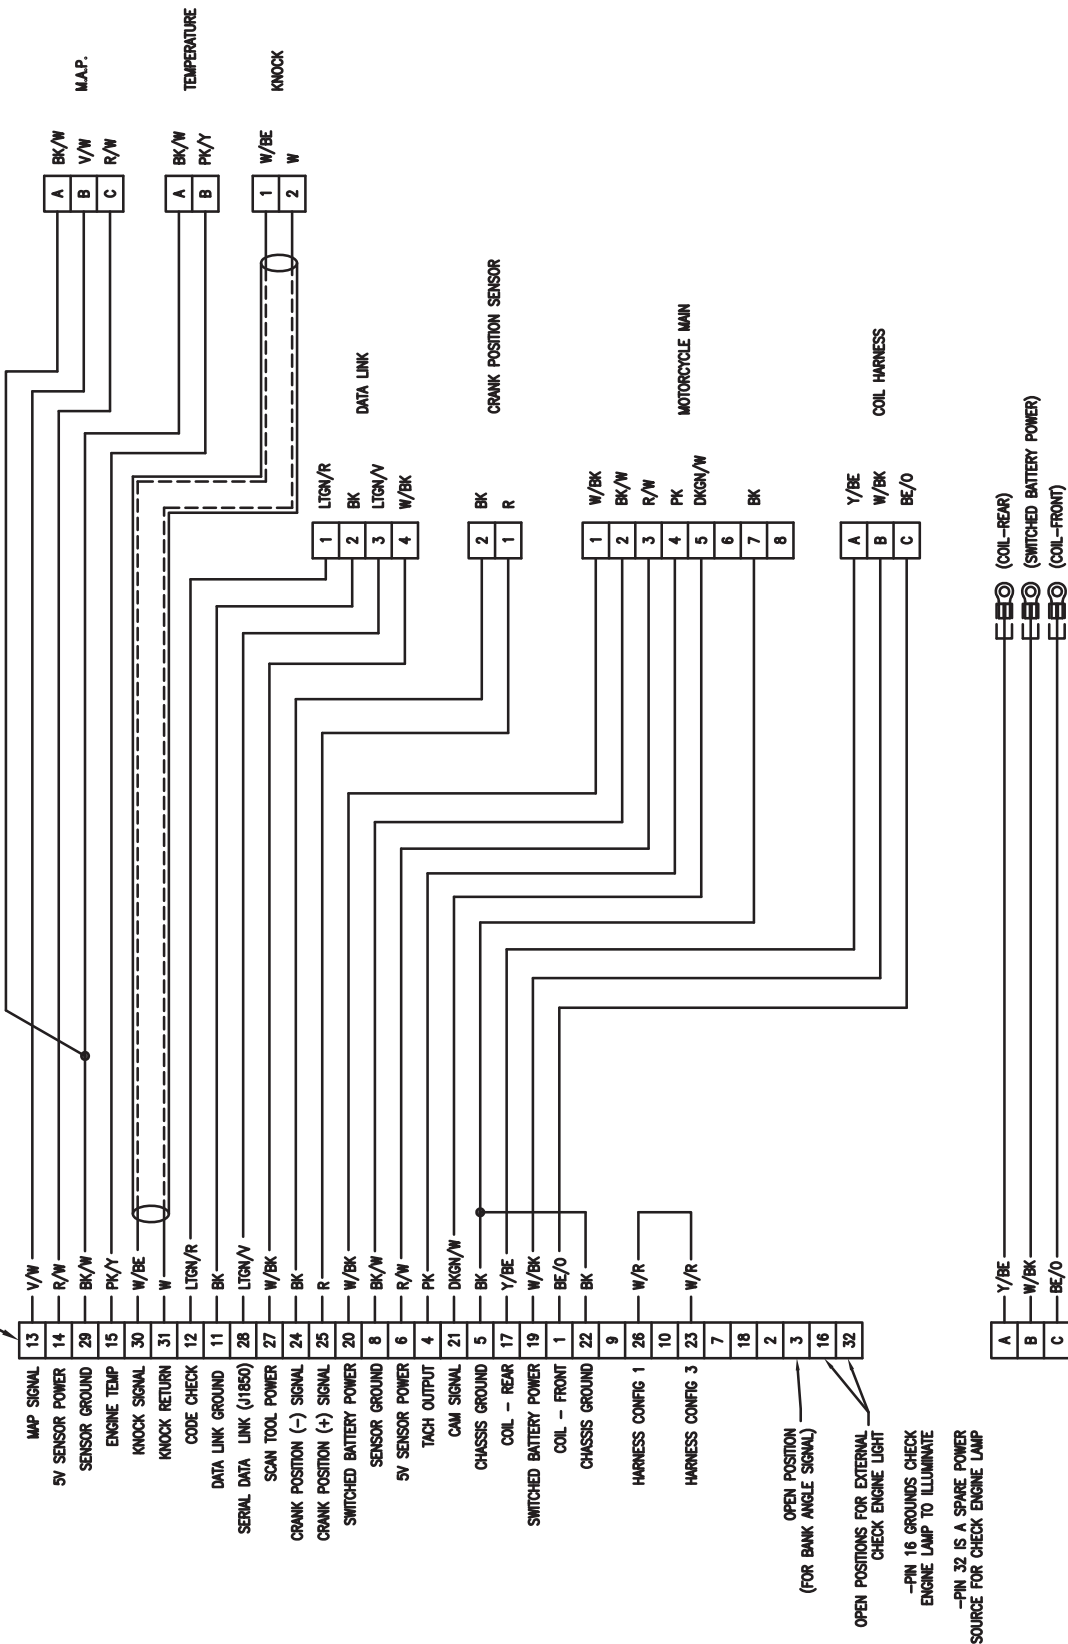 MAP SIGNAL 13 V/W
5V SENSOR POWER 14 R/W
SENSOR GROUND 29 BK/W
ENGINE TEMP 15 PK/Y
KNOCK SIGNAL 30 W/BE
KNOCK RETURN 31 W
CODE CHECK 12 LTGN/R
DATA LINK GROUND 11 BK
SERIAL DATA LINK (J1850) 28 LTGN/V
SCAN TOOL POWER 27 W/BK
CRANK POSITION (-) SIGNAL 24 BK
CRANK POSITION (+) SIGNAL 25 R
SWITCHED BATTERY POWER 20 W/BK
SENSOR GROUND 8 BK/W
5V SENSOR POWER 6 R/W
TACH OUTPUT 4 PK
CAM SIGNAL 21 DKGN/W
CHASSIS GROUND 5 BK
COIL - REAR 17 Y/BE
SWITCHED BATTERY POWER 19 W/BK
COIL - FRONT 1 BE/O
CHASSIS GROUND 22 BK
9
HARNESS CONFIG 1 26 W/R
10
HARNESS CONFIG 3 23 W/R
7
18
2
3
16
32
OPEN POSITION
(FOR BANK ANGLE SIGNAL)
OPEN POSITIONS FOR EXTERNAL
CHECK ENGINE LIGHT
-PIN 16 GROUNDS CHECK
ENGINE LAMP TO ILLUMINATE
-PIN 32 IS A SPARE POWER
SOURCE FOR CHECK ENGINE LAMP
A BK/W
B V/W
C R/W
M.A.P.
A BK/W
B PK/Y
TEMPERATURE
1 W/BE
2 W
KNOCK
1 LTGN/R
2 BK
3 LTGN/V
4 W/BK
DATA LINK
2 BK
1 R
CRANK POSITION SENSOR
1 W/BK
2 BK/W
3 R/W
4 PK
5 DKGN/W
6
7 BK
8
MOTORCYCLE MAIN
A Y/BE
B W/BK
C BE/O
COIL HARNESS
A Y/BE (COIL-REAR)
B W/BK (SWITCHED BATTERY POWER)
C BE/O (COIL-FRONT)